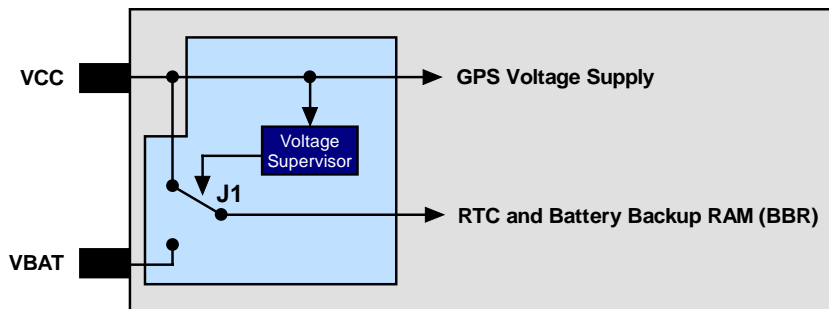 VCC
GPS Voltage Supply
Voltage
Supervisor
J1
RTC and Battery Backup RAM (BBR)
VBAT